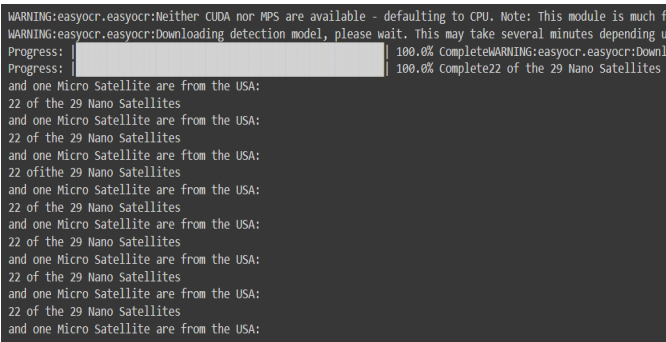 WARNING:easyocr.easyocr:Neither CUDA nor MPS are available - defaulting to CPU. Note: This module is much f
WARNING:easyocr.easyocr:Downloading detection model, please wait. This may take several minutes depending u
Progress: || 100.0% CompleteWARNING:easyocr.easyocr:Downl
Progress: || 100.0% Complete22 of the 29 Nano Satellites
and one Micro Satellite are from the USA:
22 of the 29 Nano Satellites
and one Micro Satellite are from the USA:
22 of the 29 Nano Satellites
and one Micro Satellite are ftom the USA:
22 ofithe 29 Nano Satellites
and one Micro Satellite are from the USA:
22 of the 29 Nano Satellites
and one Micro Satellite are from the USA:
22 of the 29 Nano Satellites
and one Micro Satellite are from the USA:
22 of the 29 Nano Satellites
and one Micro Satellite are from the USA:
22 of the 29 Nano Satellites
and one Micro Satellite are from the USA: